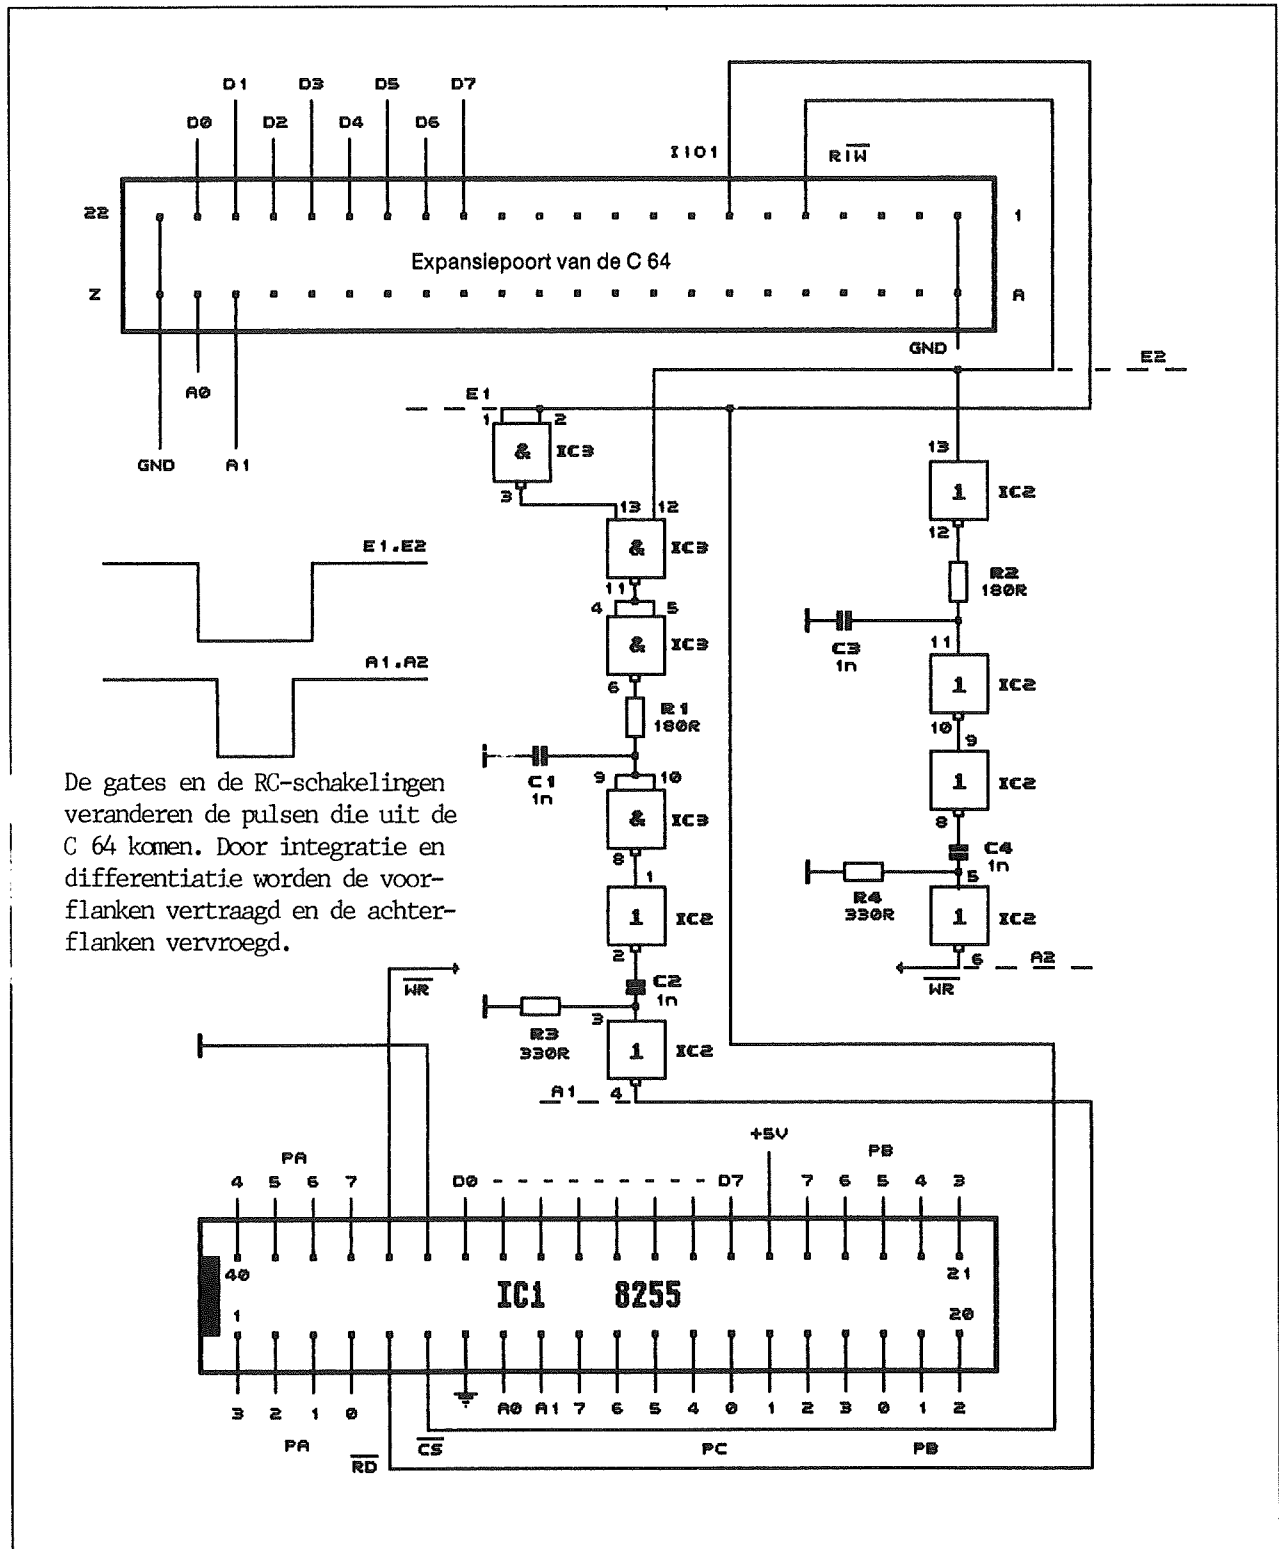 D1 D3 D5 D7
D0 D2 D4 D6
I|O1 R|W
22 1
Expansiepoort van de C 64
Z A
GND
E2
A0
E1
1 2
& IC3
GND A1
13
1 IC2
3
13 12
12
E1.E2
& IC3
R2
180R
11
4 5
C3
1n
11
& IC3
1 IC2
A1.A2
6
R1
180R
10
9
C1
1n
9 10
1 IC2
De gates en de RC-schakelingen
veranderen de pulsen die uit de
C 64 komen. Door integratie en
differentiatie worden de voor-
flanken vertraagd en de achter-
flanken vervroegd.
& IC3
8
8
C4
1n
1
5
R4
330R
1 IC2
1 IC2
2
6 A2
WR
WR
C2
1n
3
R3
330R
1 IC2
A1 4
+5V
PA PB
4 5 6 7 D0 D7 7 6 5 4 3
40 21
IC1 8255
1 20
3 2 1 0 A0 A1 7 6 5 4 0 1 2 3 0 1 2
PA RD CS PC PB